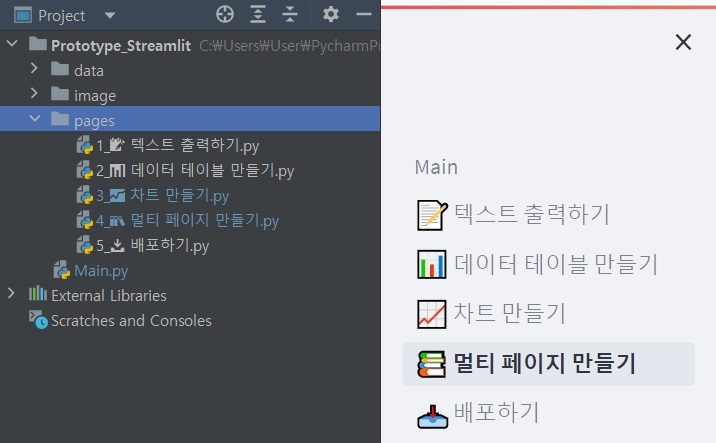 Project
Prototype_Streamlit C:₩Users₩User₩PycharmPr
data
image
pages
1_📝 텍스트 출력하기.py
2_📊 데이터 테이블 만들기.py
3_📈 차트 만들기.py
4_📚 멀티 페이지 만들기.py
5_📥 배포하기.py
Main.py
External Libraries
Scratches and Consoles
Main
📝 텍스트 출력하기
📊 데이터 테이블 만들기
📈 차트 만들기
📚 멀티 페이지 만들기
📥 배포하기